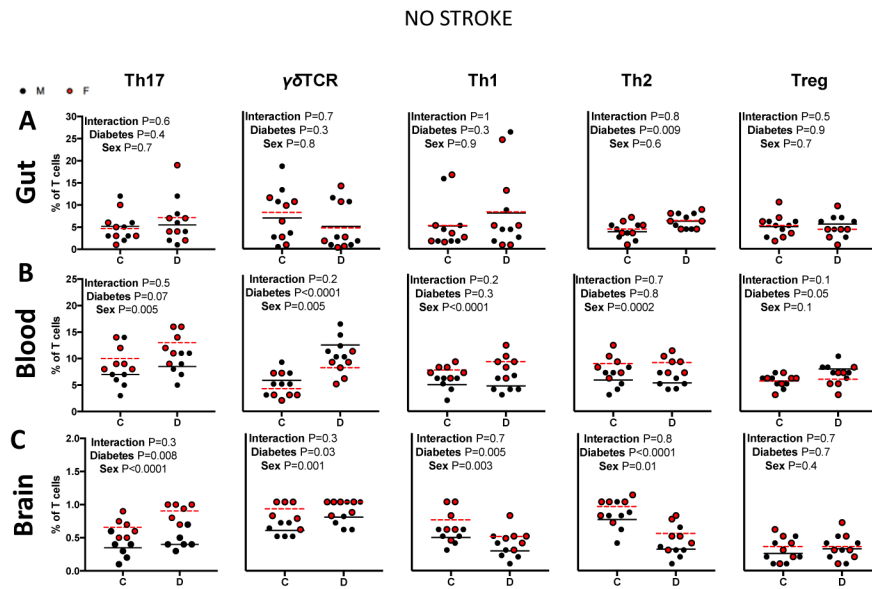 NO STROKE
Th17 γδTCR Th1 Th2 Treg
M F
A
Gut
% of T cells
30
25
20
15
10
5
0
Interaction P=0.6
Diabetes P=0.4
Sex P=0.7
C D
Interaction P=0.7
Diabetes P=0.3
Sex P=0.8
C D
Interaction P=1
Diabetes P=0.3
Sex P=0.9
C D
Interaction P=0.8
Diabetes P=0.009
Sex P=0.6
C D
Interaction P=0.5
Diabetes P=0.9
Sex P=0.7
C D
B
Blood
% of T cells
25
20
15
10
5
0
Interaction P=0.5
Diabetes P=0.07
Sex P=0.005
C D
Interaction P=0.2
Diabetes P<0.0001
Sex P=0.005
C D
Interaction P=0.2
Diabetes P=0.3
Sex P<0.0001
C D
Interaction P=0.7
Diabetes P=0.8
Sex P=0.0002
C D
Interaction P=0.1
Diabetes P=0.05
Sex P=0.1
C D
C
Brain
% of T cells
2.0
1.5
1.0
0.5
0.0
Interaction P=0.3
Diabetes P=0.008
Sex P<0.0001
C D
Interaction P=0.3
Diabetes P=0.03
Sex P=0.001
C D
Interaction P=0.7
Diabetes P=0.005
Sex P=0.003
C D
Interaction P=0.8
Diabetes P<0.0001
Sex P=0.01
C D
Interaction P=0.7
Diabetes P=0.7
Sex P=0.4
C D